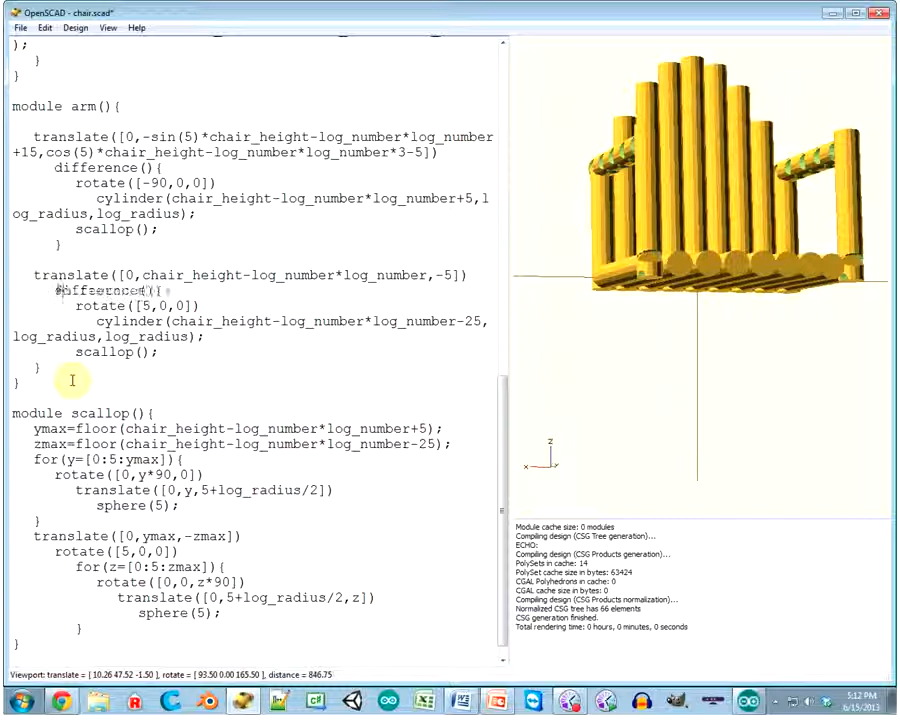 OpenSCAD - chair.scad*
File Edit Design View Help
);
}
}
module arm(){
translate([0,-sin(5)*chair_height-log_number*log_number
+15,cos(5)*chair_height-log_number*log_number*3-5])
difference(){
rotate([-90,0,0])
cylinder(chair_height-log_number*log_number+5,l
og_radius,log_radius);
scallop();
}
translate([0,chair_height-log_number*log_number,-5])
rotate([5,0,0])
cylinder(chair_height-log_number*log_number-25,
log_radius,log_radius);
scallop();
}
}
module scallop(){
ymax=floor(chair_height-log_number*log_number+5);
zmax=floor(chair_height-log_number*log_number-25);
for(y=[0:5:ymax]){
rotate([0,y*90,0])
translate([0,y,5+log_radius/2])
sphere(5);
}
translate([0,ymax,-zmax])
rotate([5,0,0])
for(z=[0:5:zmax]){
rotate([0,0,z*90])
translate([0,5+log_radius/2,z])
sphere(5);
}
}
z
x
y
Module cache size: 0 modules
Compiling design (CSG Tree generation)...
ECHO:
Compiling design (CSG Products generation)...
PolySets in cache: 14
PolySet cache size in bytes: 63424
CGAL Polyhedrons in cache: 0
CGAL cache size in bytes: 0
Compiling design (CSG Products normalization)...
Normalized CSG tree has 66 elements
CSG generation finished.
Total rendering time: 0 hours, 0 minutes, 0 seconds
Viewport: translate = [ 10.26 47.52 -1.50 ], rotate = [ 93.50 0.00 165.50 ], distance = 846.75
5:12 PM
6/15/2013